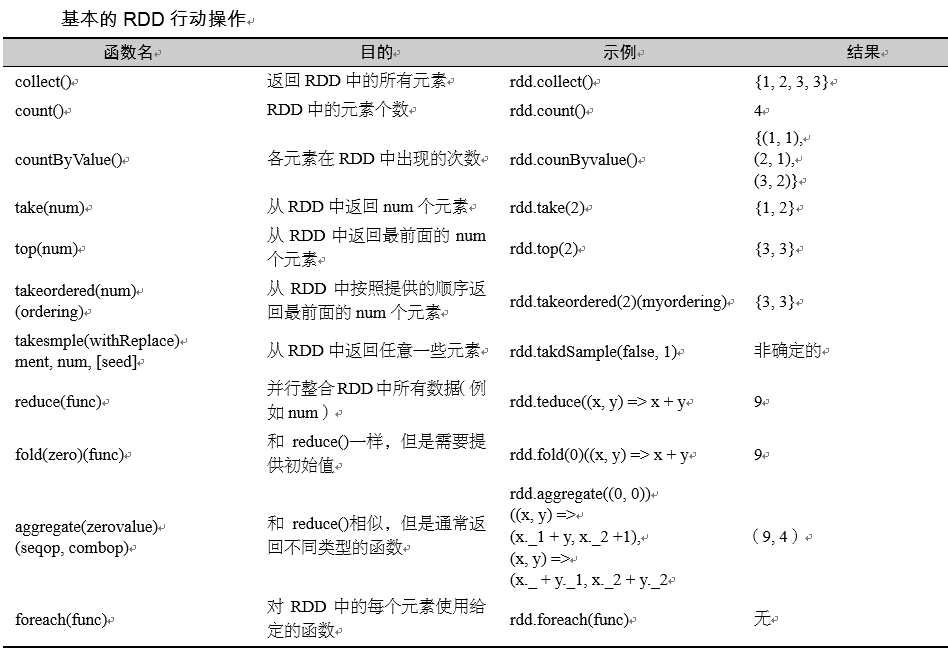 基本的 RDD 行动操作
函数名 目的 示例 结果
collect() 返回 RDD 中的所有元素 rdd.collect() {1, 2, 3, 3}
count() RDD 中的元素个数 rdd.count() 4
countByValue() 各元素在 RDD 中出现的次数 rdd.counByvalue() {(1, 1),
(2, 1),
(3, 2)}
take(num) 从 RDD 中返回 num 个元素 rdd.take(2) {1, 2}
top(num) 从 RDD 中返回最前面的 num
个元素 rdd.top(2) {3, 3}
takeordered(num)
(ordering) 从 RDD 中按照提供的顺序返
回最前面的 num 个元素 rdd.takeordered(2)(myordering) {3, 3}
takesmple(withReplace)
ment, num, [seed] 从 RDD 中返回任意一些元素 rdd.takdSample(false, 1) 非确定的
reduce(func) 并行整合 RDD 中所有数据（例
如 num） rdd.teduce((x, y) => x + y 9
fold(zero)(func) 和 reduce()一样，但是需要提
供初始值 rdd.fold(0)((x, y) => x + y 9
aggregate(zerovalue)
(seqop, combop) 和 reduce()相似，但是通常返
回不同类型的函数 rdd.aggregate((0, 0))
((x, y) =>
(x._1 + y, x._2 +1),
(x, y) =>
(x._ + y._1, x._2 + y._2 （9, 4）
foreach(func) 对 RDD 中的每个元素使用给
定的函数 rdd.foreach(func) 无